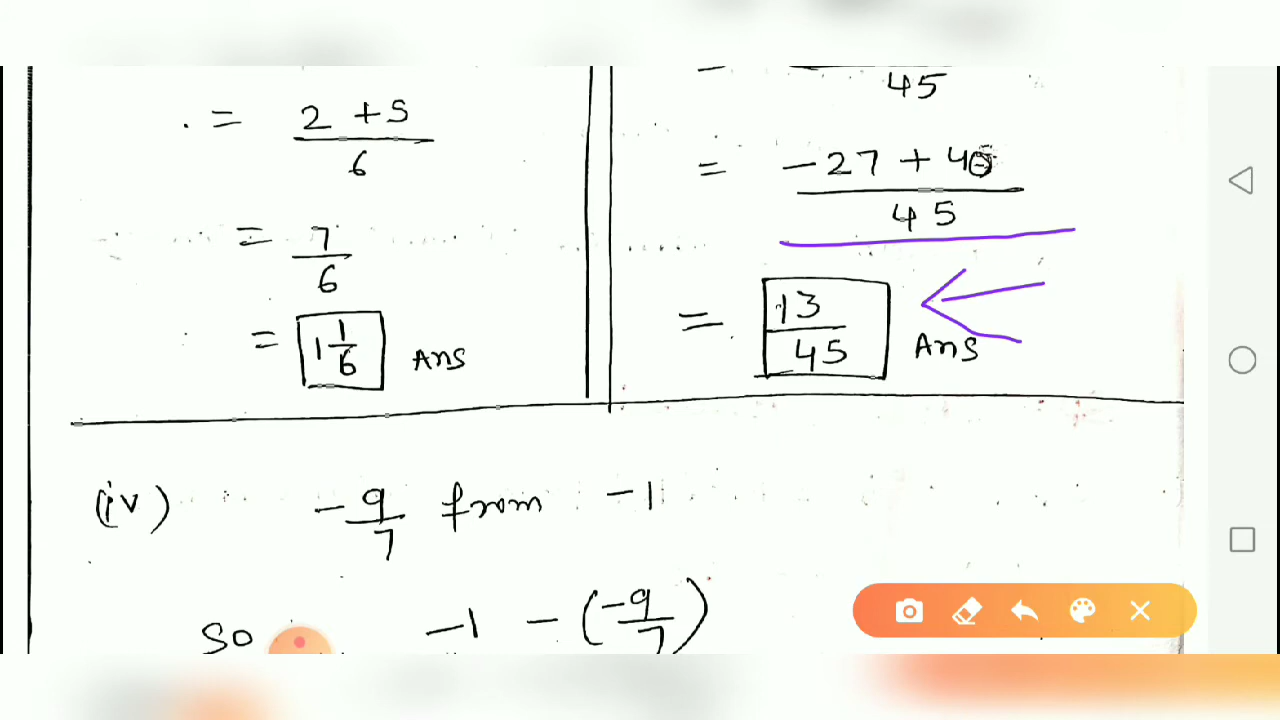 = 2 + 5
6
= 7
6
= 1 1/6 Ans
=
45
= -27 + 40
45
= 13
45 Ans
(iv) -9/7 from -1
So -1 - (-9/7)